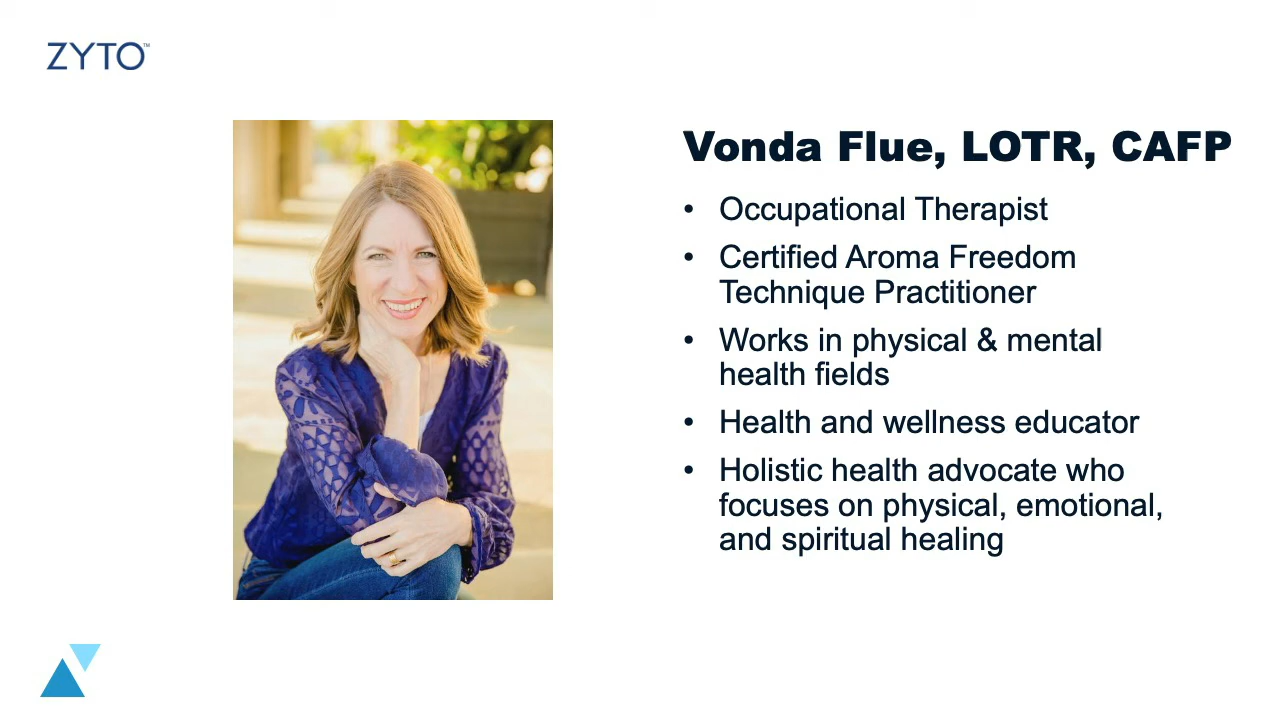 ZYTO™
Vonda Flue, LOTR, CAFP
• Occupational Therapist
• Certified Aroma Freedom
Technique Practitioner
• Works in physical & mental
health fields
• Health and wellness educator
• Holistic health advocate who
focuses on physical, emotional,
and spiritual healing